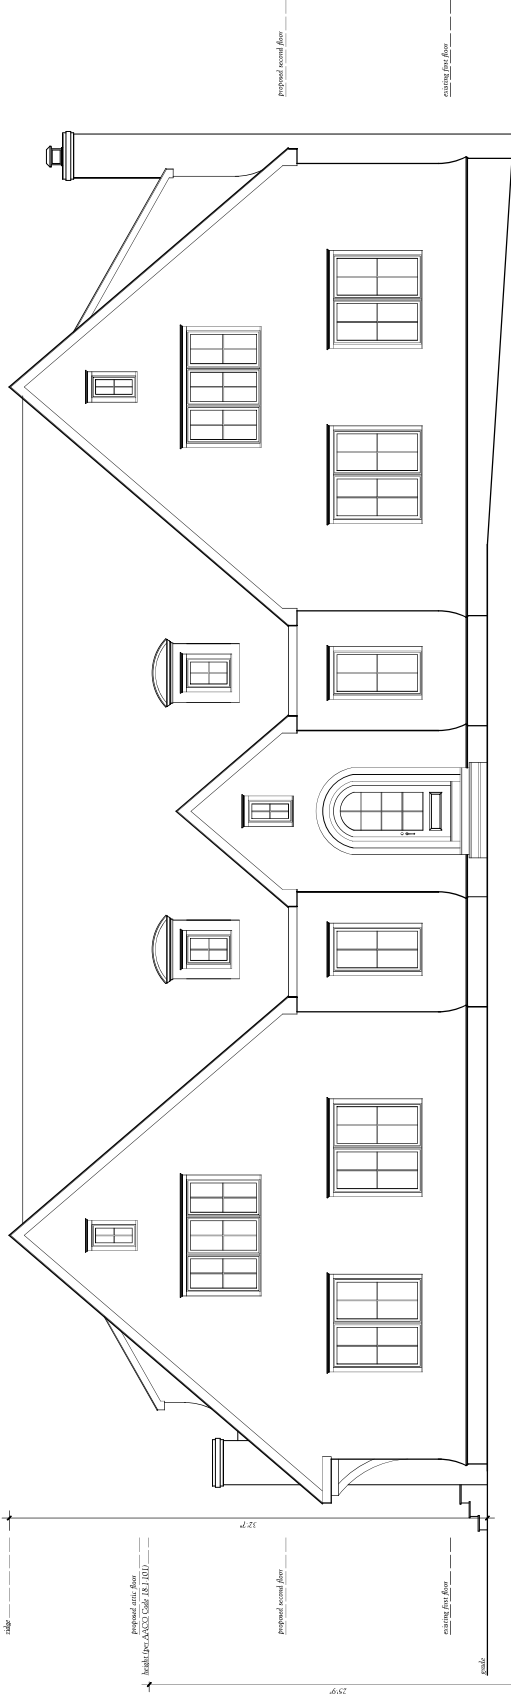 proposed second floor
existing first floor
32'-7"
ridge
proposed attic floor
height (per AACO Code 18.1.101)
proposed second floor
existing first floor
grade
25'-9"